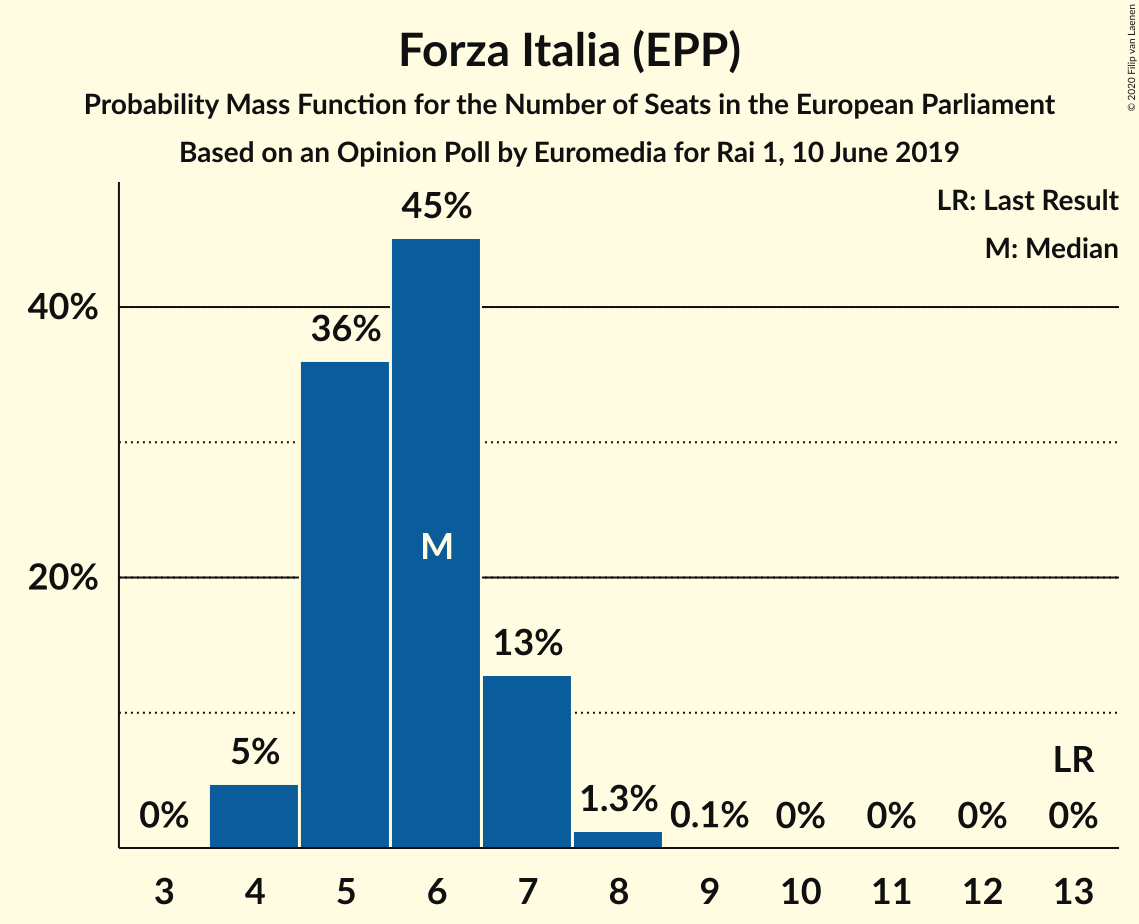 Forza Italia (EPP)
Probability Mass Function for the Number of Seats in the European Parliament
Based on an Opinion Poll by Euromedia for Rai 1, 10 June 2019
© 2020 Filip van Laenen
LR: Last Result
M: Median
40%
20%
0%
5%
36%
45%
M
13%
1.3%
0.1%
0%
0%
0%
LR
0%
3 4 5 6 7 8 9 10 11 12 13